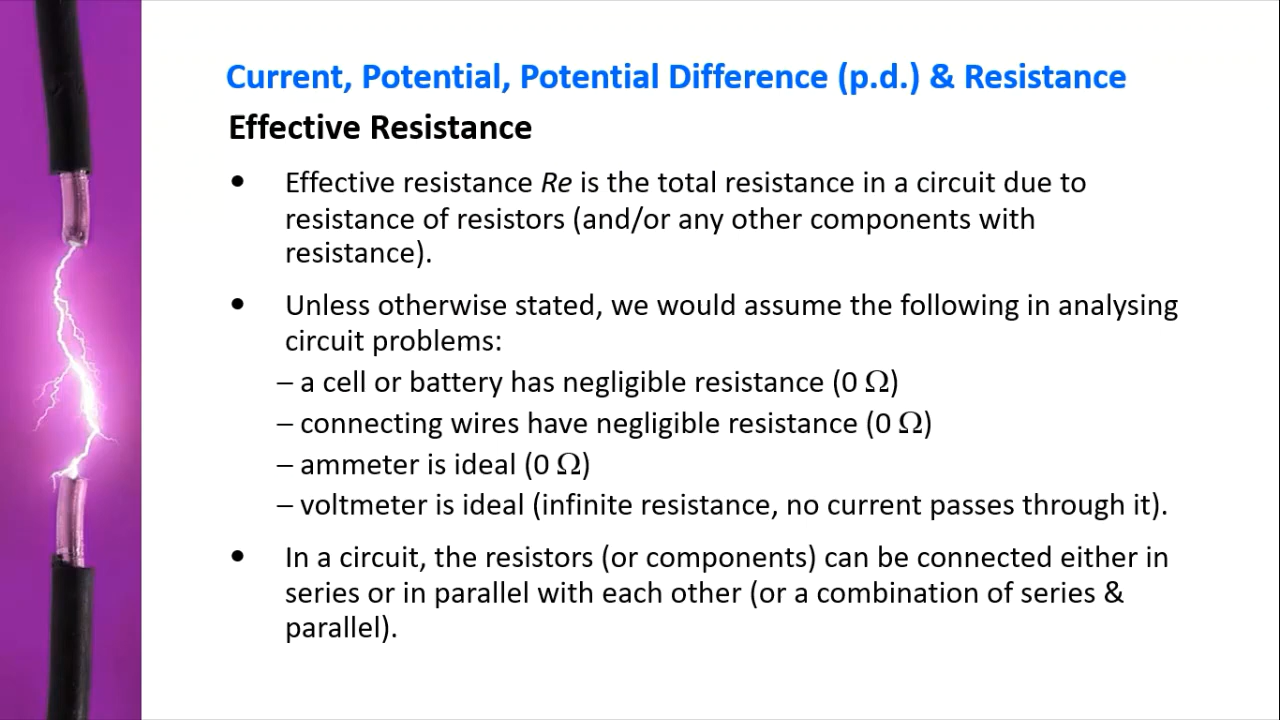 Current, Potential, Potential Difference (p.d.) & Resistance
Effective Resistance
• Effective resistance Re is the total resistance in a circuit due to
resistance of resistors (and/or any other components with
resistance).
• Unless otherwise stated, we would assume the following in analysing
circuit problems:
– a cell or battery has negligible resistance (0 Ω)
– connecting wires have negligible resistance (0 Ω)
– ammeter is ideal (0 Ω)
– voltmeter is ideal (infinite resistance, no current passes through it).
• In a circuit, the resistors (or components) can be connected either in
series or in parallel with each other (or a combination of series &
parallel).